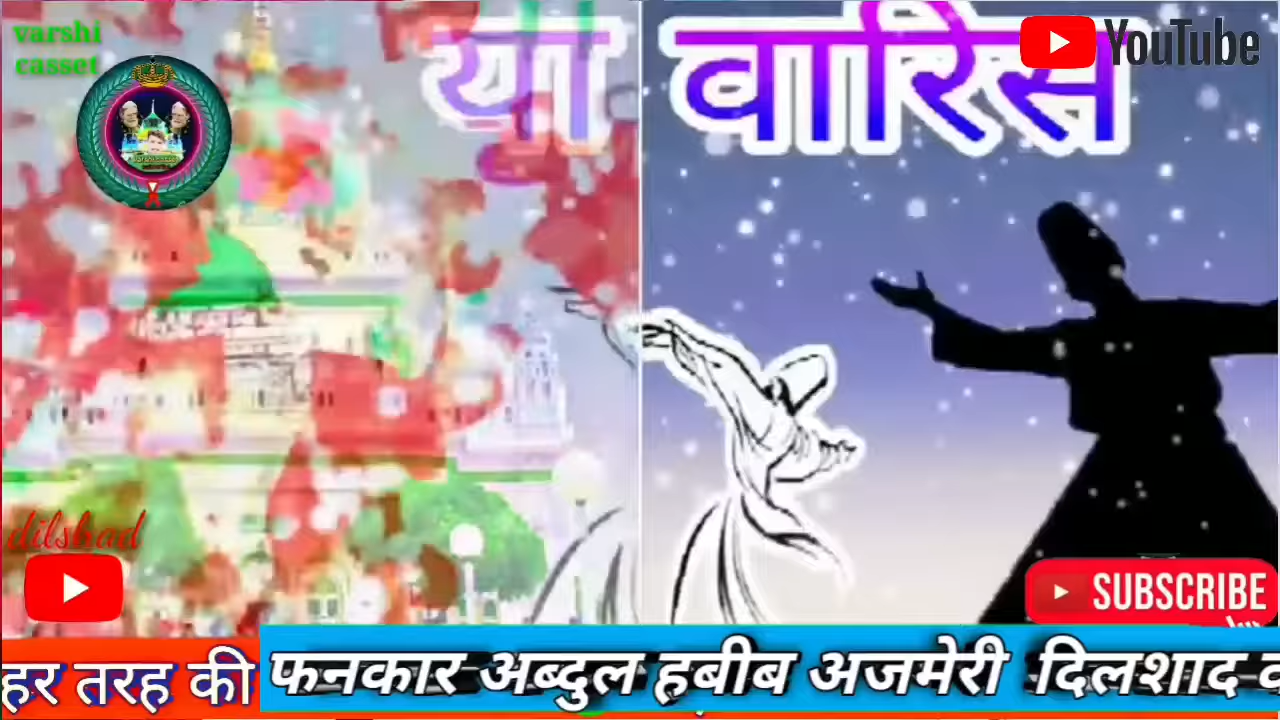 varshi
casset
या वारिस
YouTube
dilshad
SUBSCRIBE
हर तरह की
फनकार अब्दुल हबीब अजमेरी दिलशाद